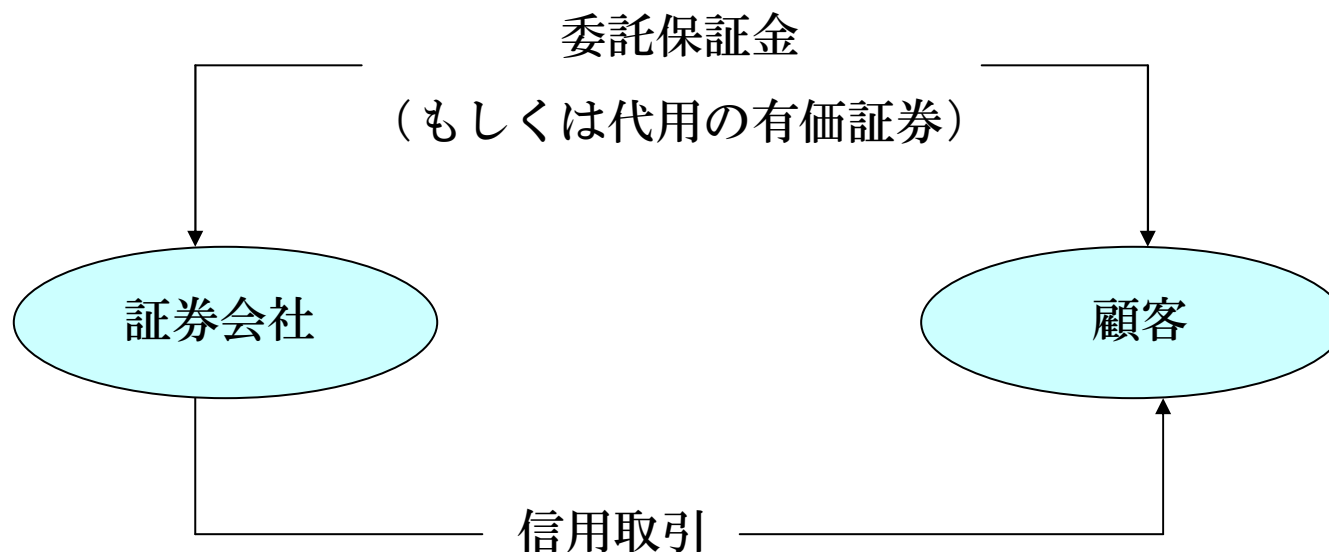 委託保証金
（もしくは代用の有価証券）
証券会社
顧客
信用取引